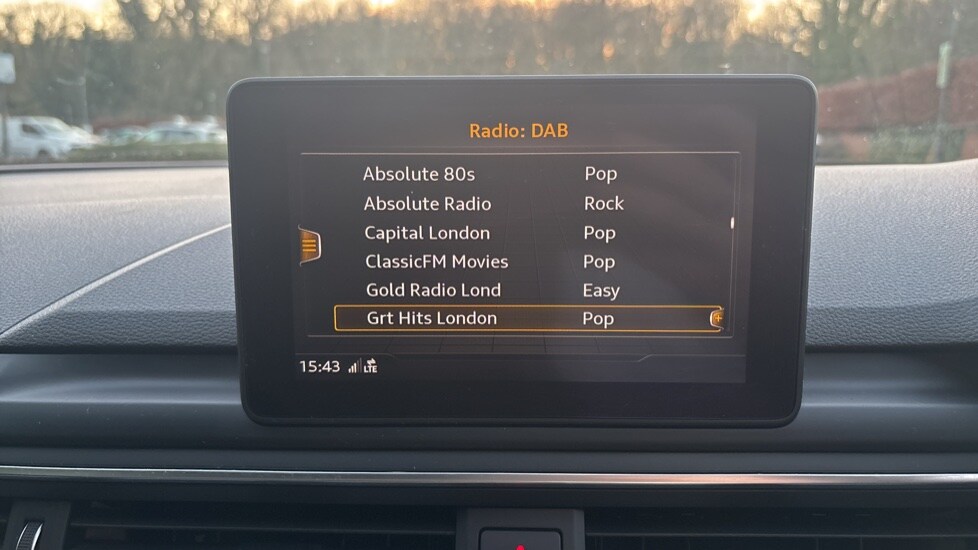 Radio: DAB
Absolute 80s Pop
Absolute Radio Rock
Capital London Pop
ClassicFM Movies Pop
Gold Radio Lond Easy
Grt Hits London Pop
15:43 LTE